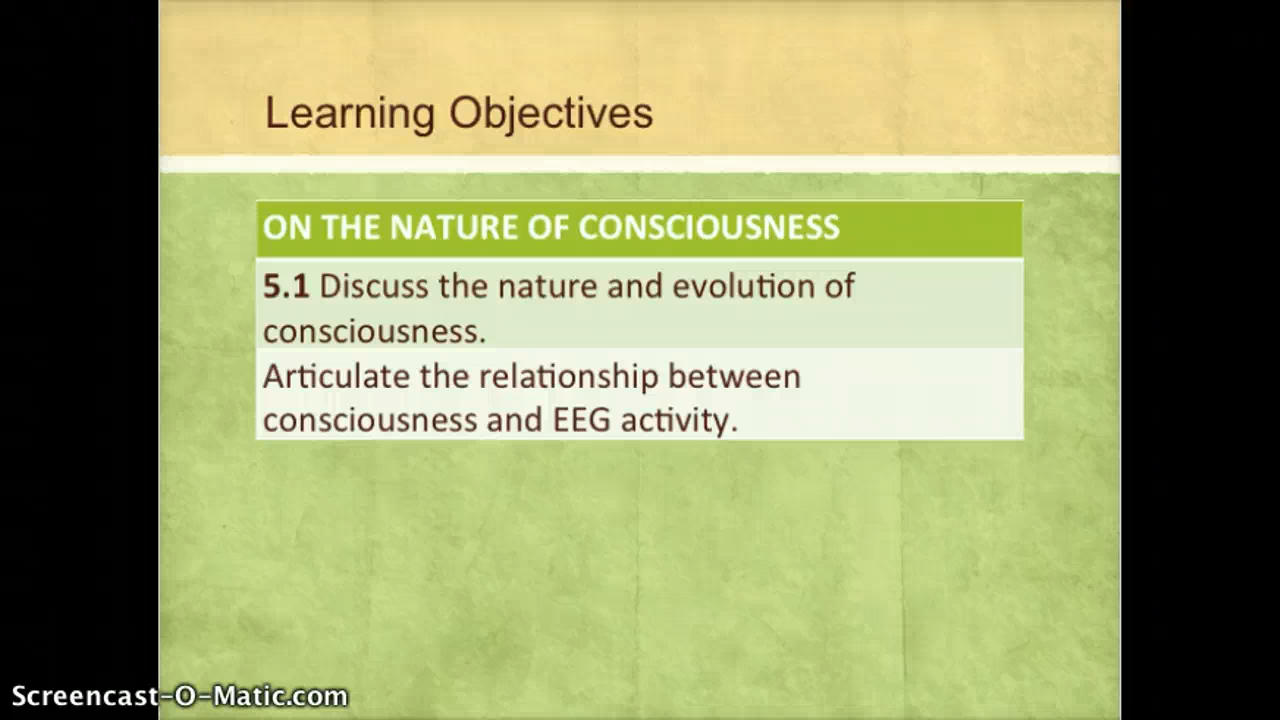 Learning Objectives
ON THE NATURE OF CONSCIOUSNESS
5.1 Discuss the nature and evolution of
consciousness.
Articulate the relationship between
consciousness and EEG activity.
Screencast-O-Matic.com